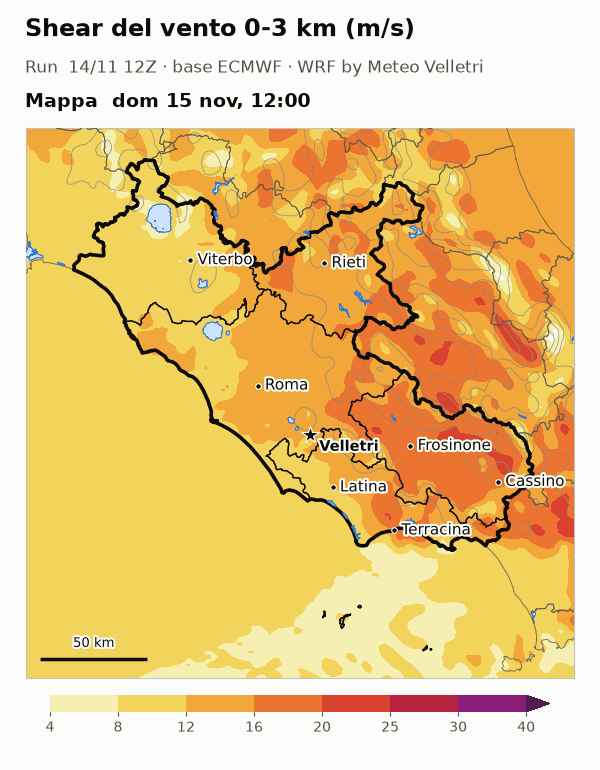 Shear del vento 0-3 km (m/s)
Run  14/11 12Z · base ECMWF · WRF by Meteo Velletri
Mappa  dom 15 nov, 12:00
Viterbo
Rieti
Roma
Velletri
Frosinone
Latina
Cassino
Terracina
50 km
4 8 12 16 20 25 30 40